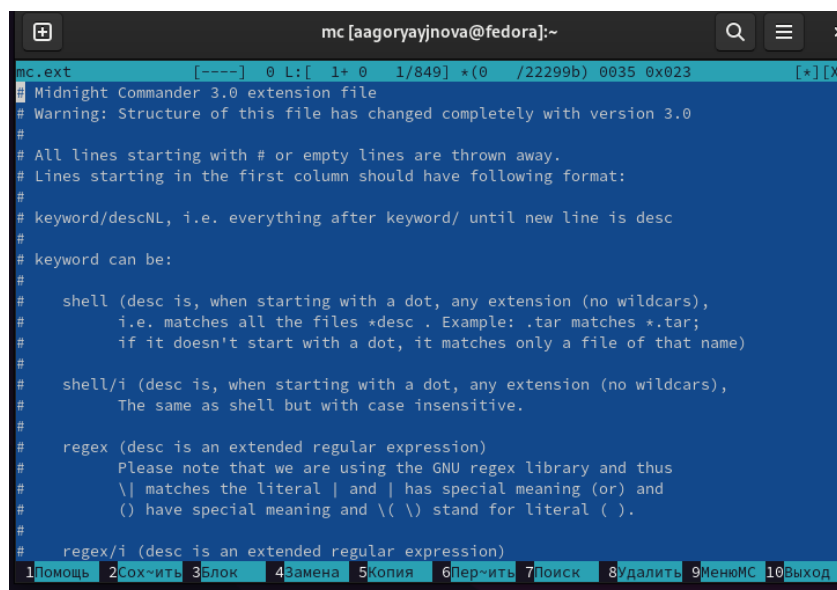 mc [aagoryayjnova@fedora]:~
mc.ext [----] 0 L:[ 1+ 0 1/849] *(0 /22299b) 0035 0x023 [*][X
# Midnight Commander 3.0 extension file
# Warning: Structure of this file has changed completely with version 3.0
#
# All lines starting with # or empty lines are thrown away.
# Lines starting in the first column should have following format:
#
# keyword/descNL, i.e. everything after keyword/ until new line is desc
#
# keyword can be:
#
# shell (desc is, when starting with a dot, any extension (no wildcars),
# i.e. matches all the files *desc . Example: .tar matches *.tar;
# if it doesn't start with a dot, it matches only a file of that name)
#
# shell/i (desc is, when starting with a dot, any extension (no wildcars),
# The same as shell but with case insensitive.
#
# regex (desc is an extended regular expression)
# Please note that we are using the GNU regex library and thus
# \| matches the literal | and | has special meaning (or) and
# () have special meaning and \( \) stand for literal ( ).
#
# regex/i (desc is an extended regular expression)
1Помощь 2Сох~ить 3Блок 4Замена 5Копия 6Пер~ить 7Поиск 8Удалить 9МенюMC 10Выход